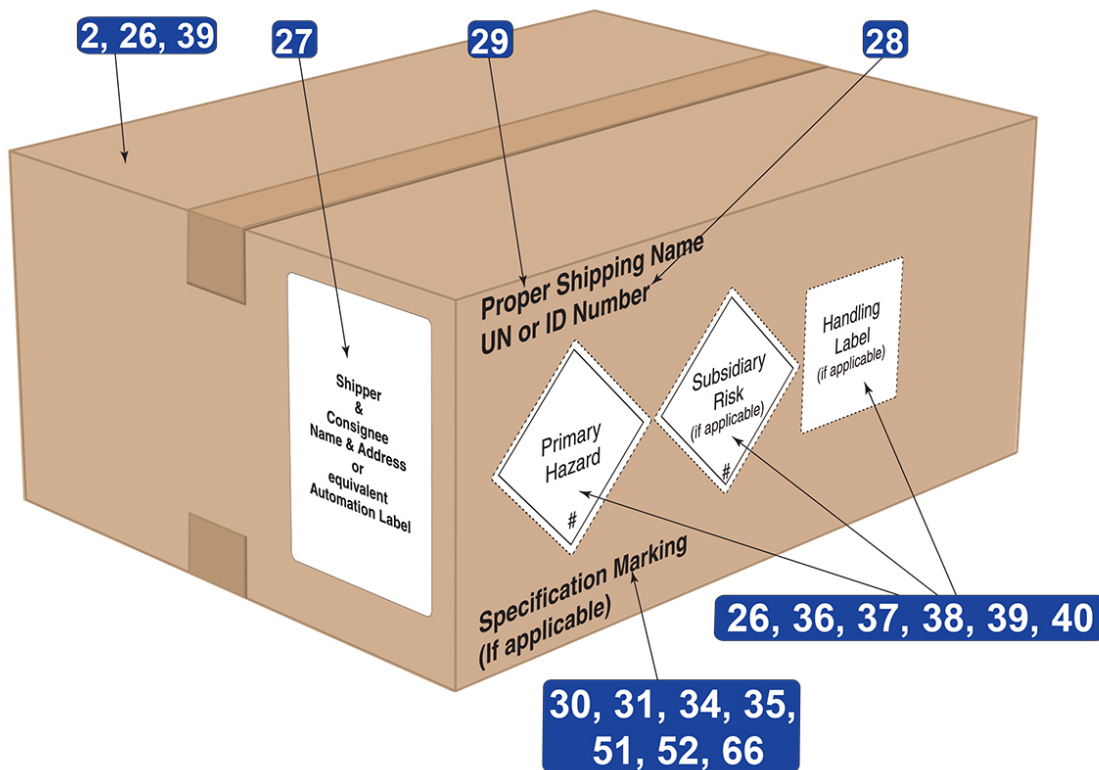 2, 26, 39
27
29
28
Proper Shipping Name
UN or ID Number
Shipper
&
Consignee
Name & Address
or
equivalent
Automation Label
Primary
Hazard
#
Subsidiary
Risk
(if applicable)
#
Handling
Label
(if applicable)
Specification Marking
(If applicable)
26, 36, 37, 38, 39, 40
30, 31, 34, 35,
51, 52, 66